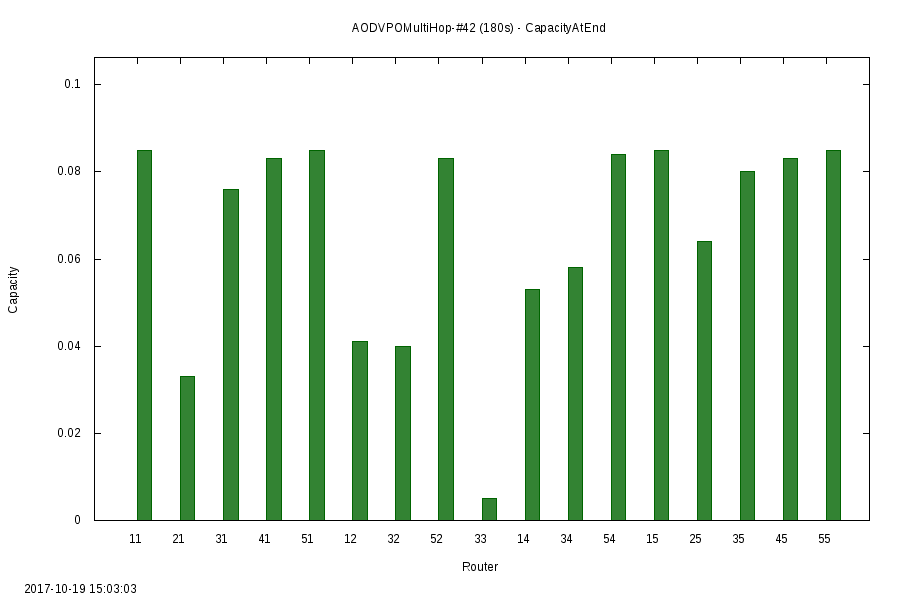 AODVPOMultiHop-#42 (180s) - CapacityAtEnd
0.1
0.08
0.06
0.04
0.02
0
Capacity
11 21 31 41 51 12 32 52 33 14 34 54 15 25 35 45 55
Router
2017-10-19 15:03:03